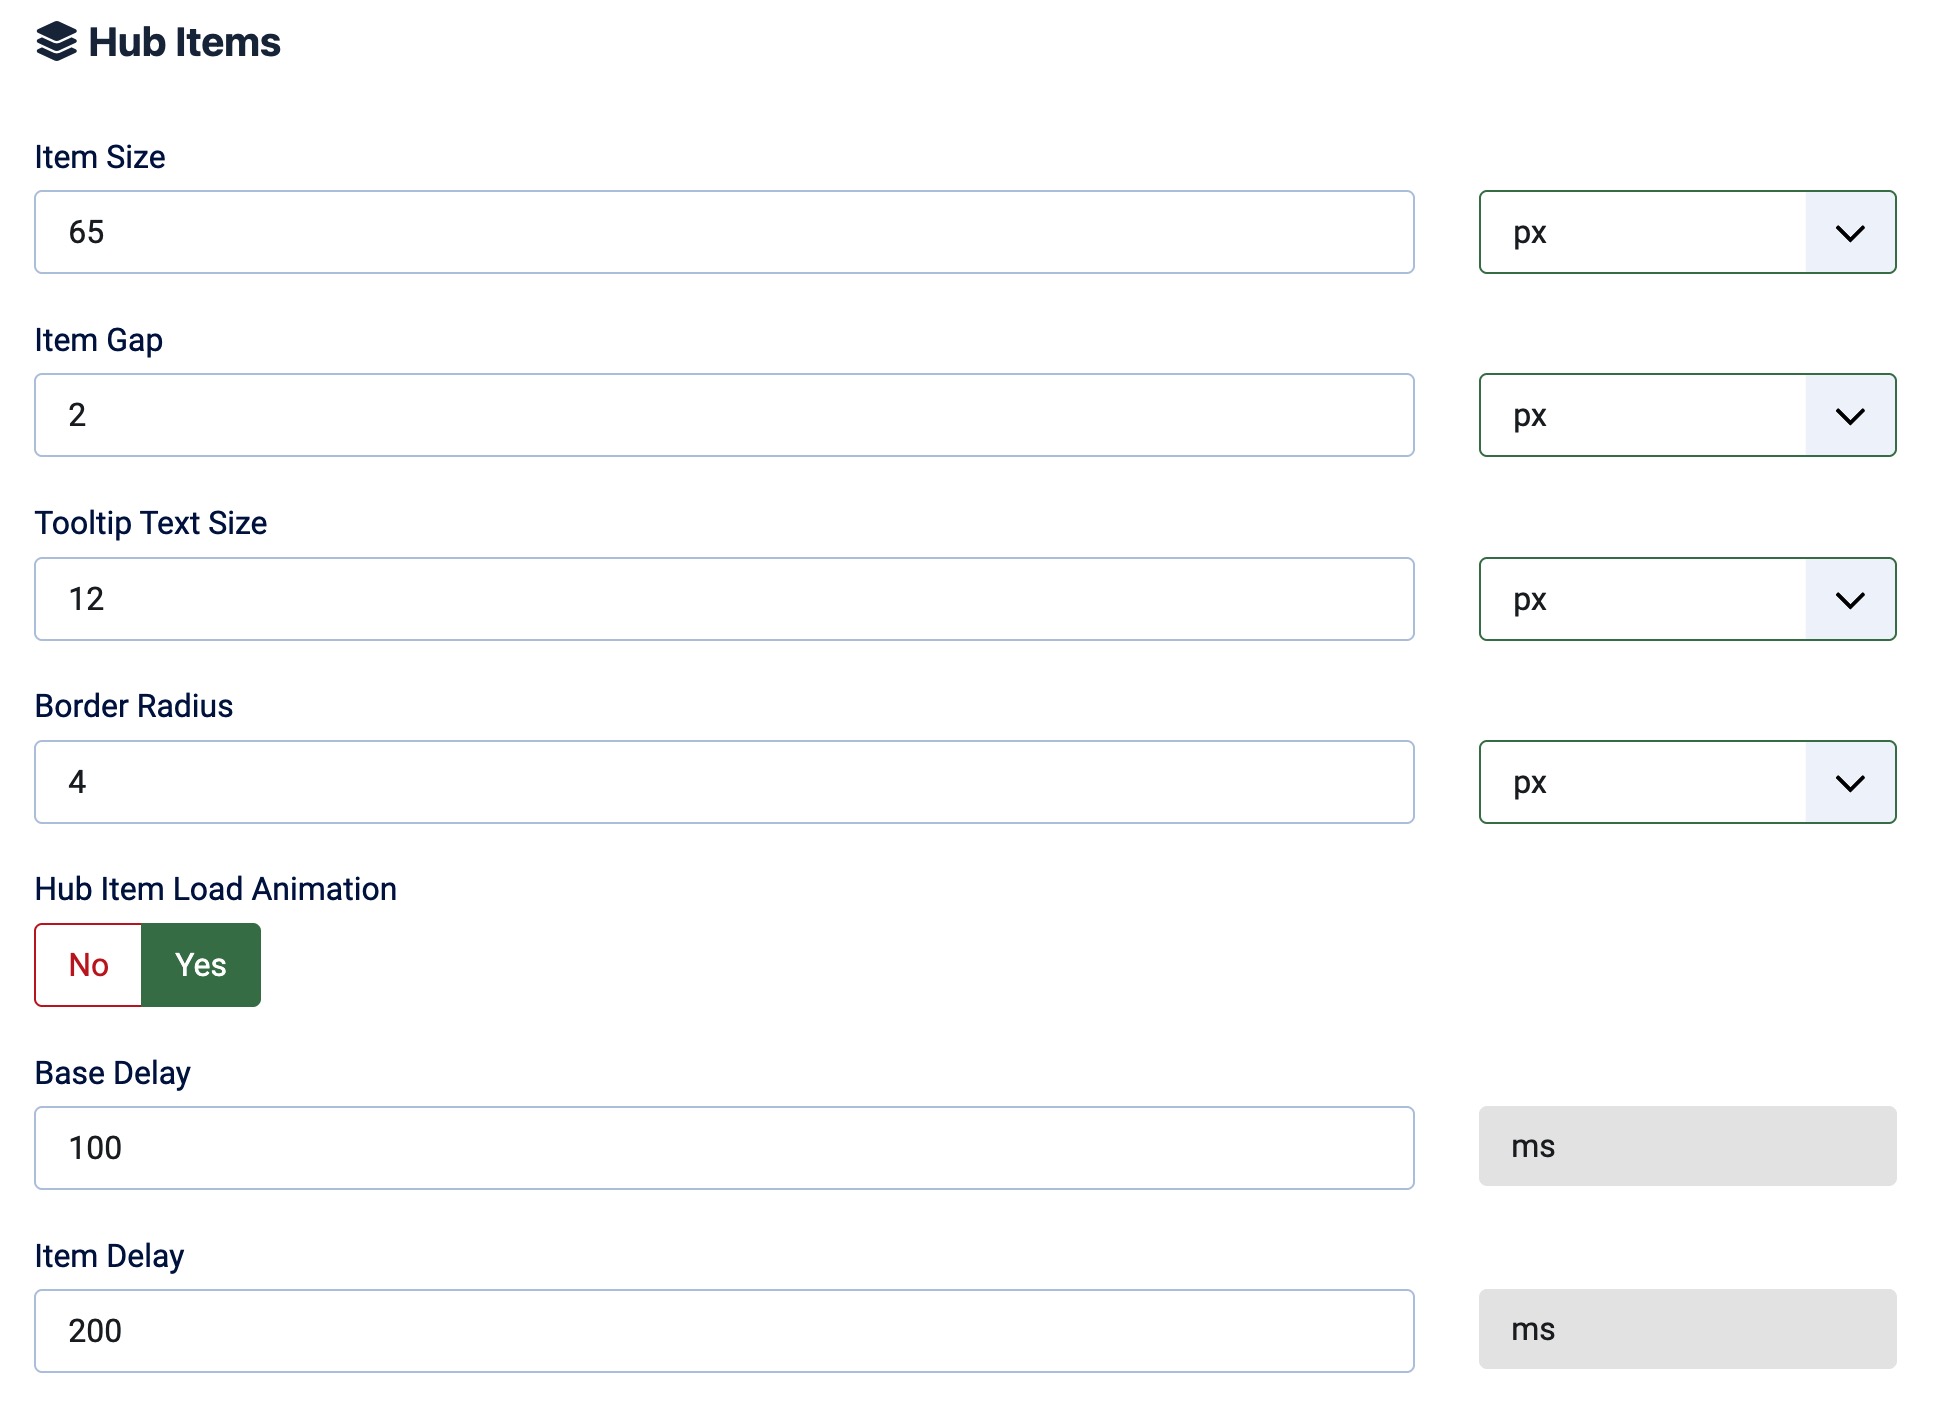 Hub Items
Item Size
65 px
Item Gap
2 px
Tooltip Text Size
12 px
Border Radius
4 px
Hub Item Load Animation
No Yes
Base Delay
100 ms
Item Delay
200 ms